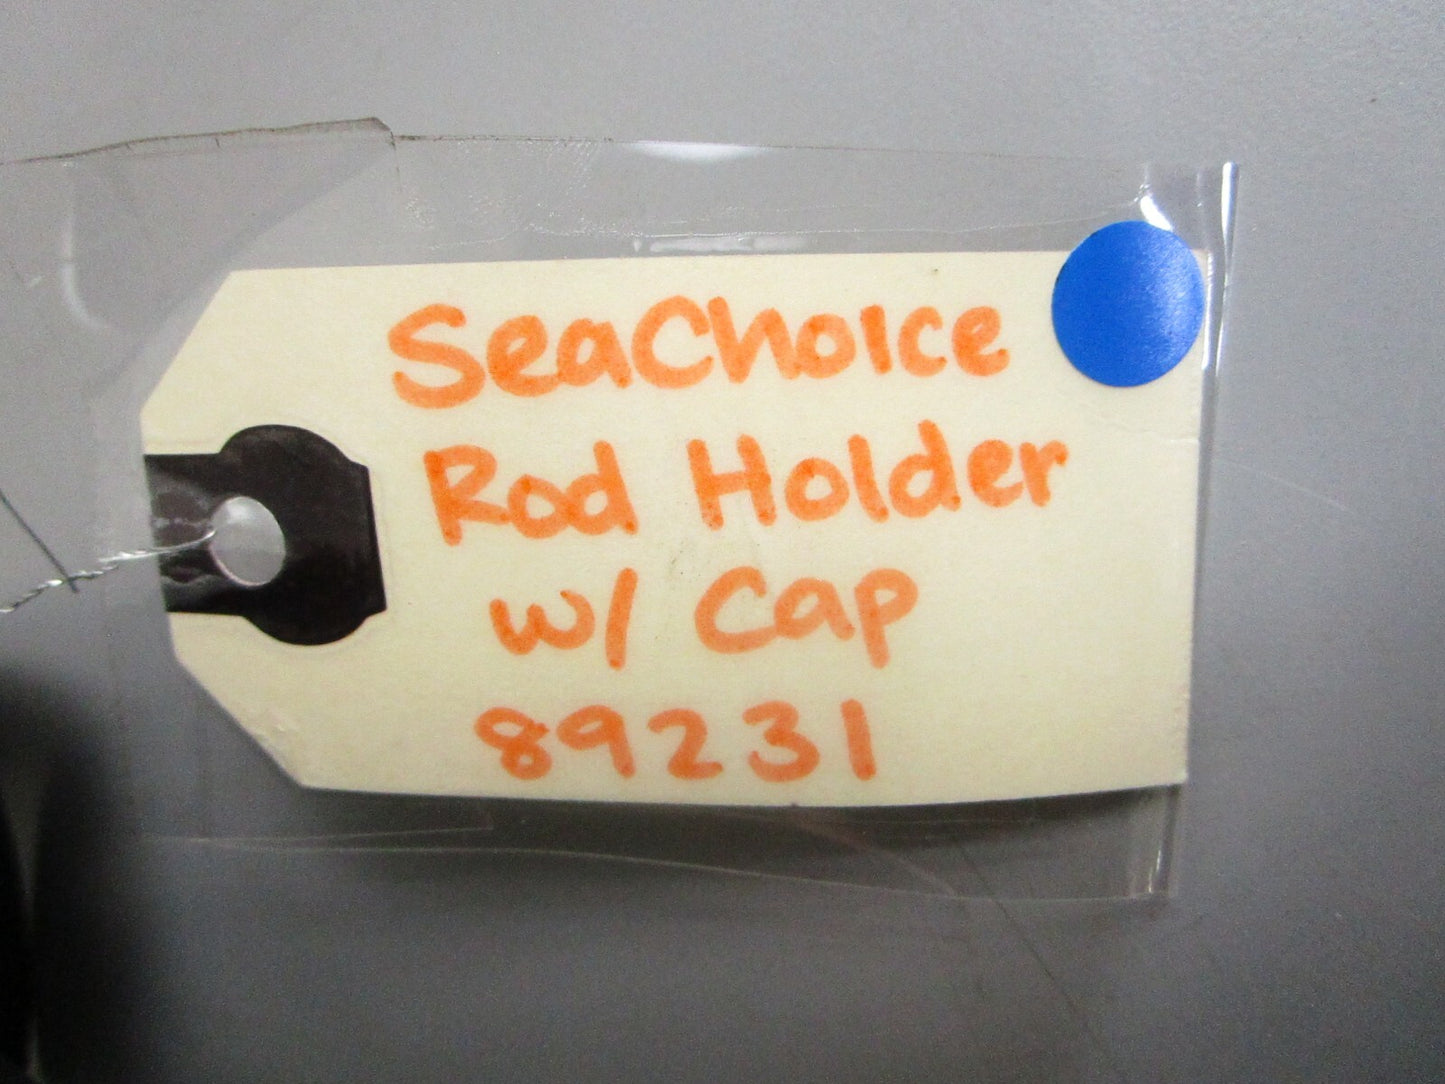 SeaChoice
Rod Holder
w/ Cap
89231